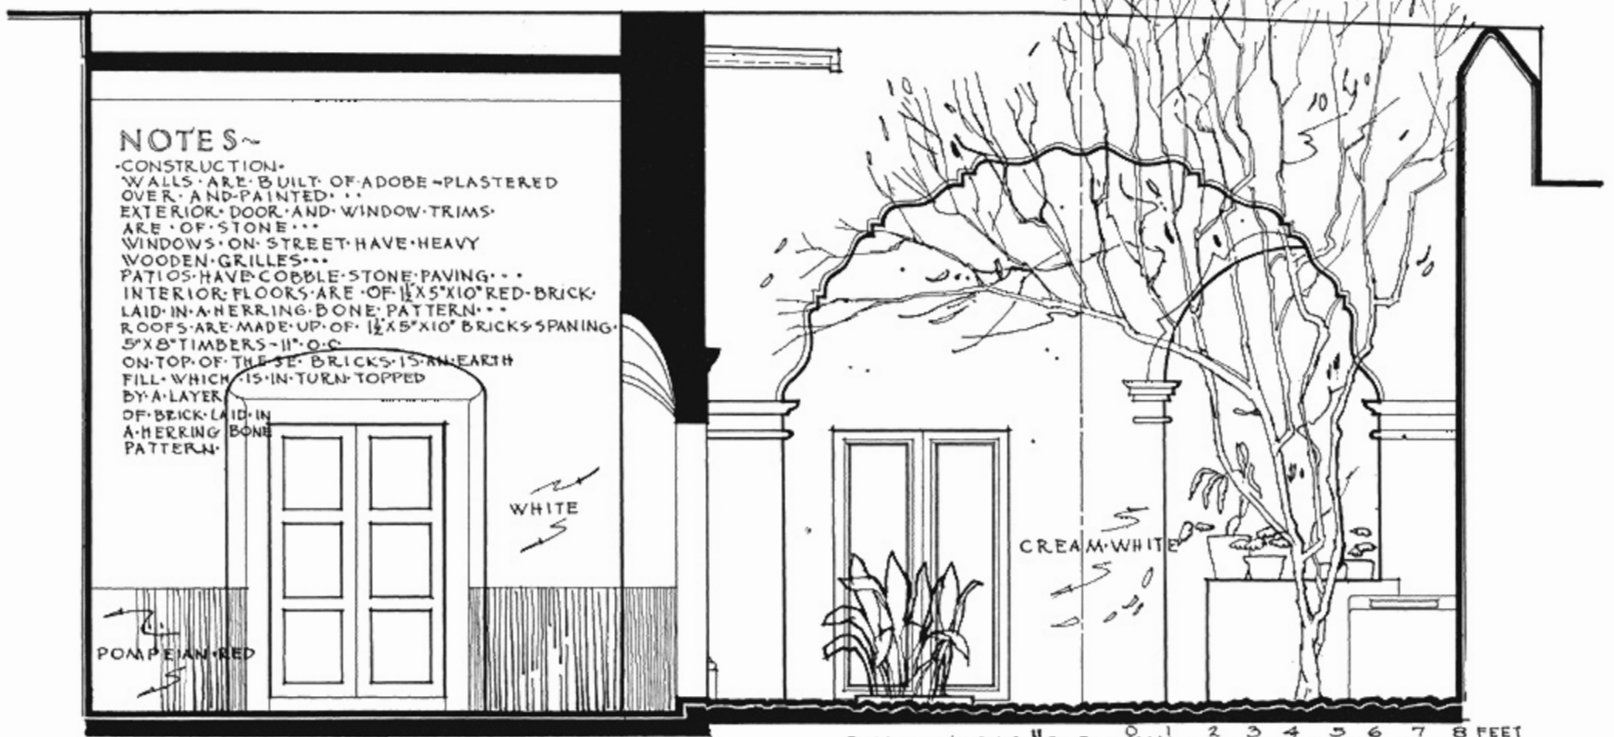 NOTES~
·CONSTRUCTION·
WALLS·ARE·BUILT·OF·ADOBE-PLASTERED
OVER·AND·PAINTED···
EXTERIOR·DOOR·AND·WINDOW·TRIMS·
ARE·OF·STONE···
WINDOWS·ON·STREET·HAVE·HEAVY
WOODEN·GRILLES···
PATIOS·HAVE·COBBLE·STONE·PAVING···
INTERIOR·FLOORS·ARE·OF·1½"X5"X10"RED·BRICK·
LAID·IN·A·HERRING·BONE·PATTERN···
ROOFS·ARE·MADE·UP·OF·1½"X5"X10"BRICKS·SPANING·
5"X8"TIMBERS~11"·O·C·
ON·TOP·OF·THESE·BRICKS·IS·AN·EARTH
FILL·WHICH·IS·IN·TURN·TOPPED
BY·A·LAYER
OF·BRICK·LAID·IN
A·HERRING BONE
PATTERN·
WHITE
CREAM·WHITE
POMPEIAN·RED
0 1 2 3 4 5 6 7 8 FEET